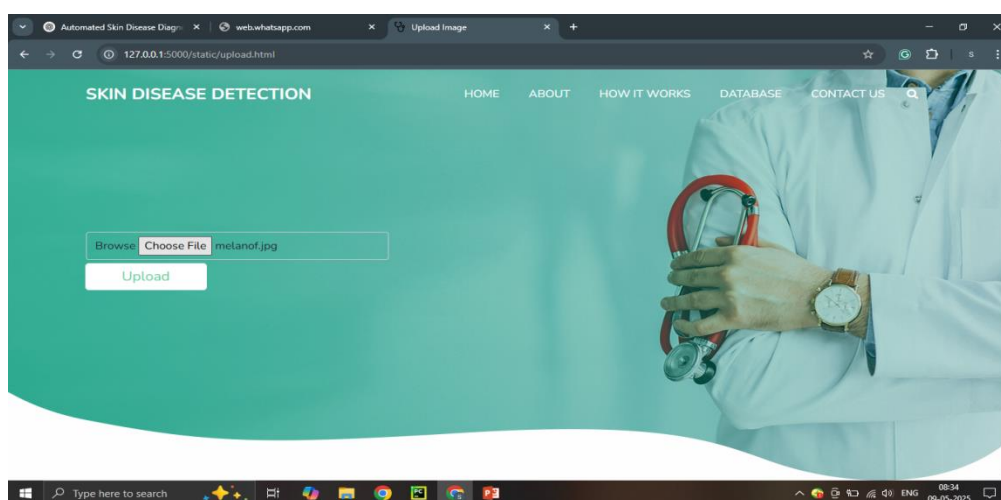 Automated Skin Disease Diagn
web.whatsapp.com
Upload Image
127.0.0.1:5000/static/upload.html
S
SKIN DISEASE DETECTION
HOME ABOUT HOW IT WORKS DATABASE CONTACT US
Browse Choose File melanof.jpg
Upload
Type here to search
ENG
08:34
09-05-2025